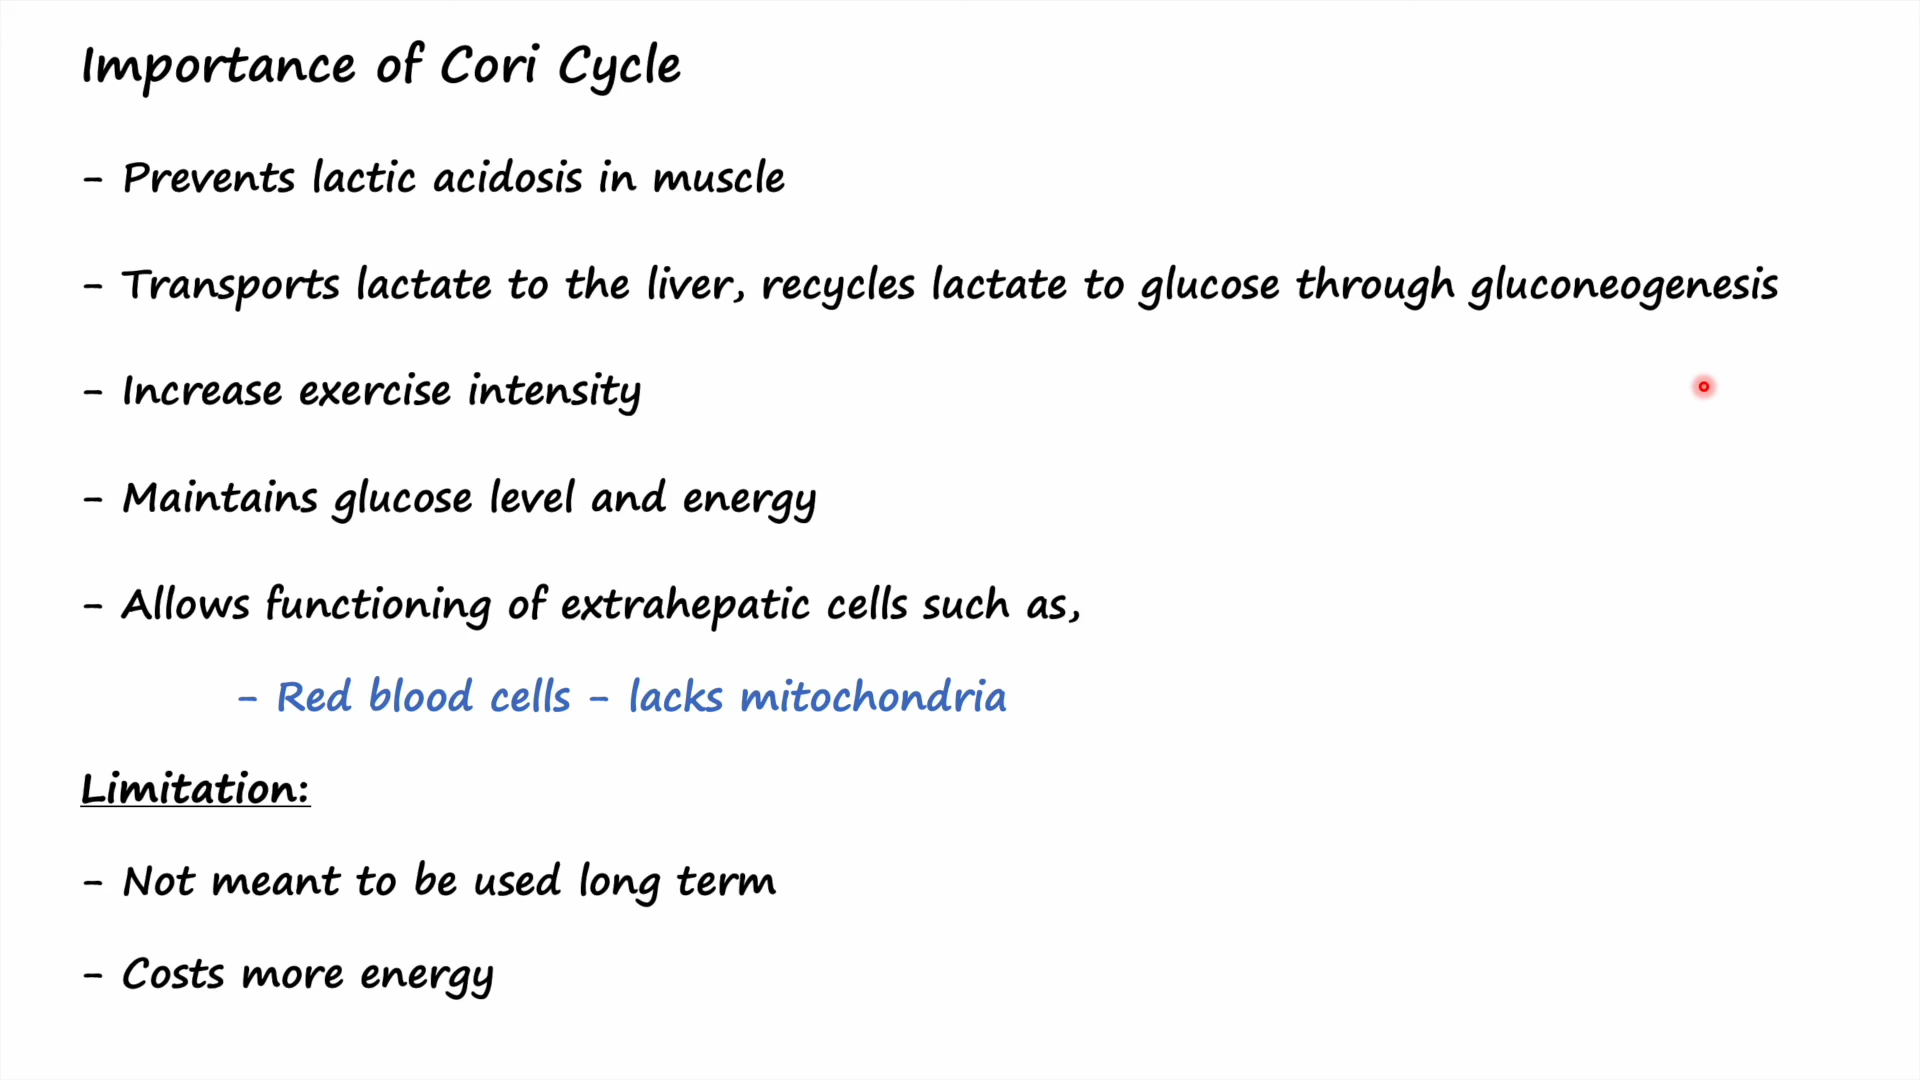 Importance of Cori Cycle
- Prevents lactic acidosis in muscle
- Transports lactate to the liver, recycles lactate to glucose through gluconeogenesis
- Increase exercise intensity
- Maintains glucose level and energy
- Allows functioning of extrahepatic cells such as,
- Red blood cells - lacks mitochondria
Limitation:
- Not meant to be used long term
- Costs more energy